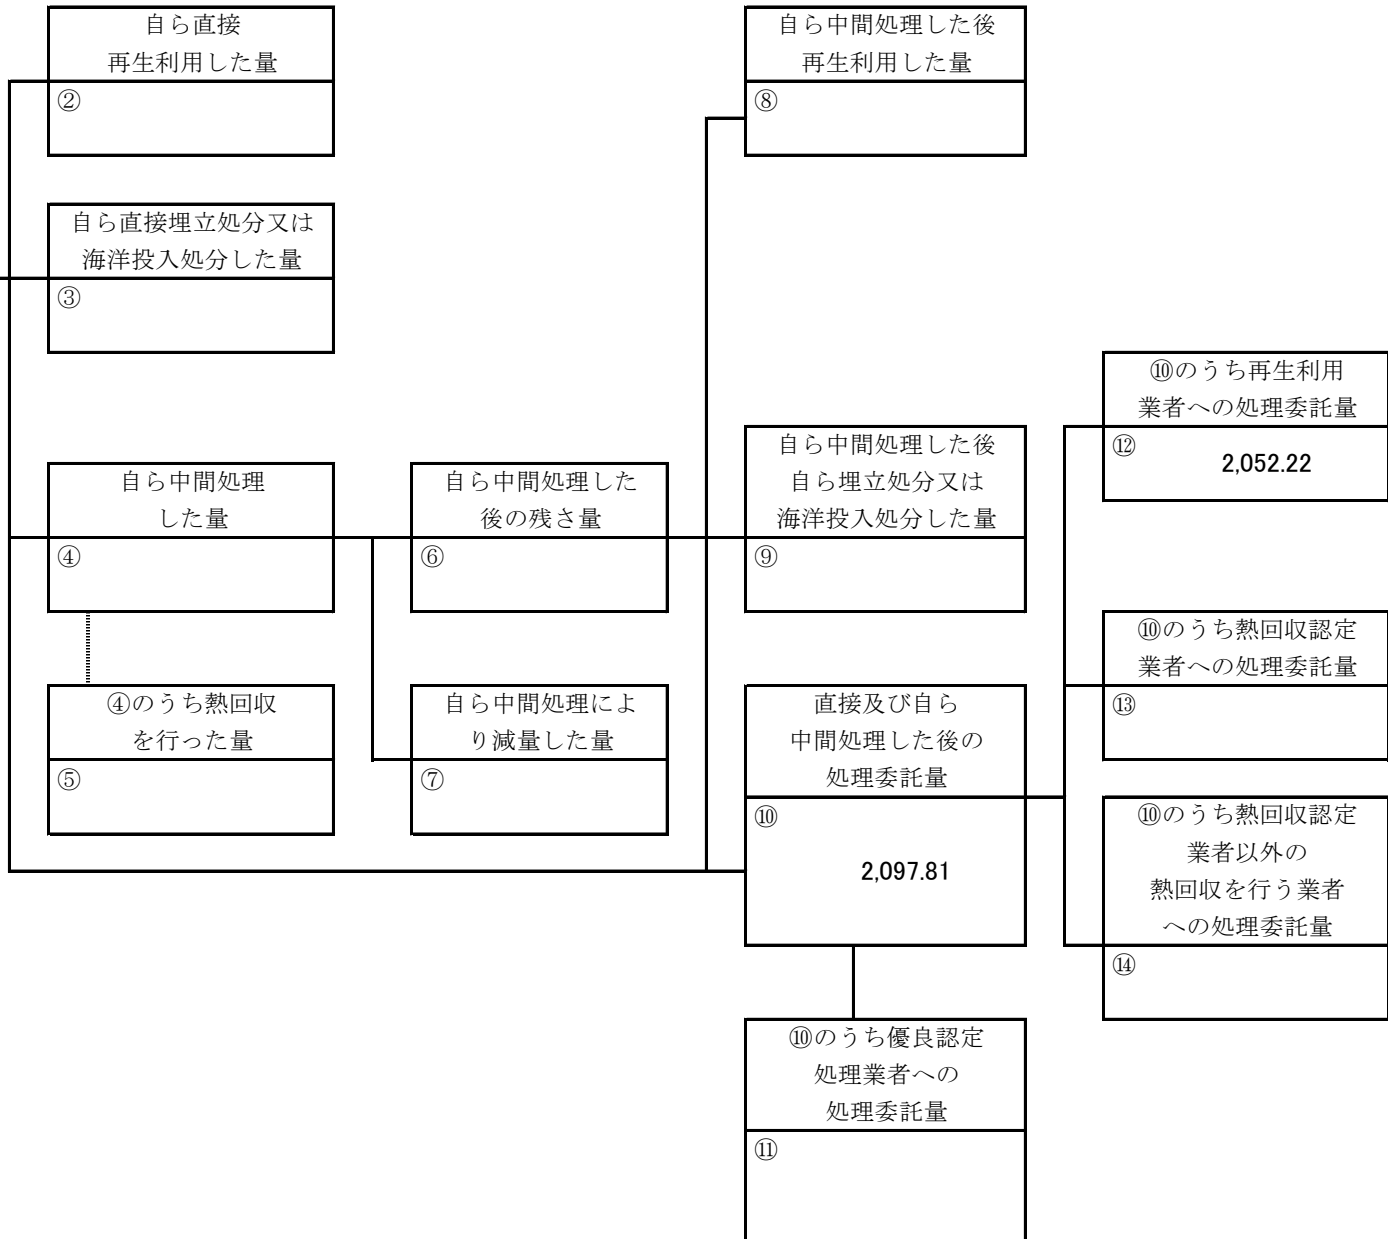 自ら直接
再生利用した量
②
自ら中間処理した後
再生利用した量
⑧
自ら直接埋立処分又は
海洋投入処分した量
③
⑩のうち再生利用
業者への処理委託量
⑫
2,052.22
自ら中間処理
した量
④
自ら中間処理した
後の残さ量
⑥
自ら中間処理した後
自ら埋立処分又は
海洋投入処分した量
⑨
⑩のうち熱回収認定
業者への処理委託量
⑬
④のうち熱回収
を行った量
⑤
自ら中間処理によ
り減量した量
⑦
直接及び自ら
中間処理した後の
処理委託量
⑩
2,097.81
⑩のうち熱回収認定
業者以外の
熱回収を行う業者
への処理委託量
⑭
⑩のうち優良認定
処理業者への
処理委託量
⑪